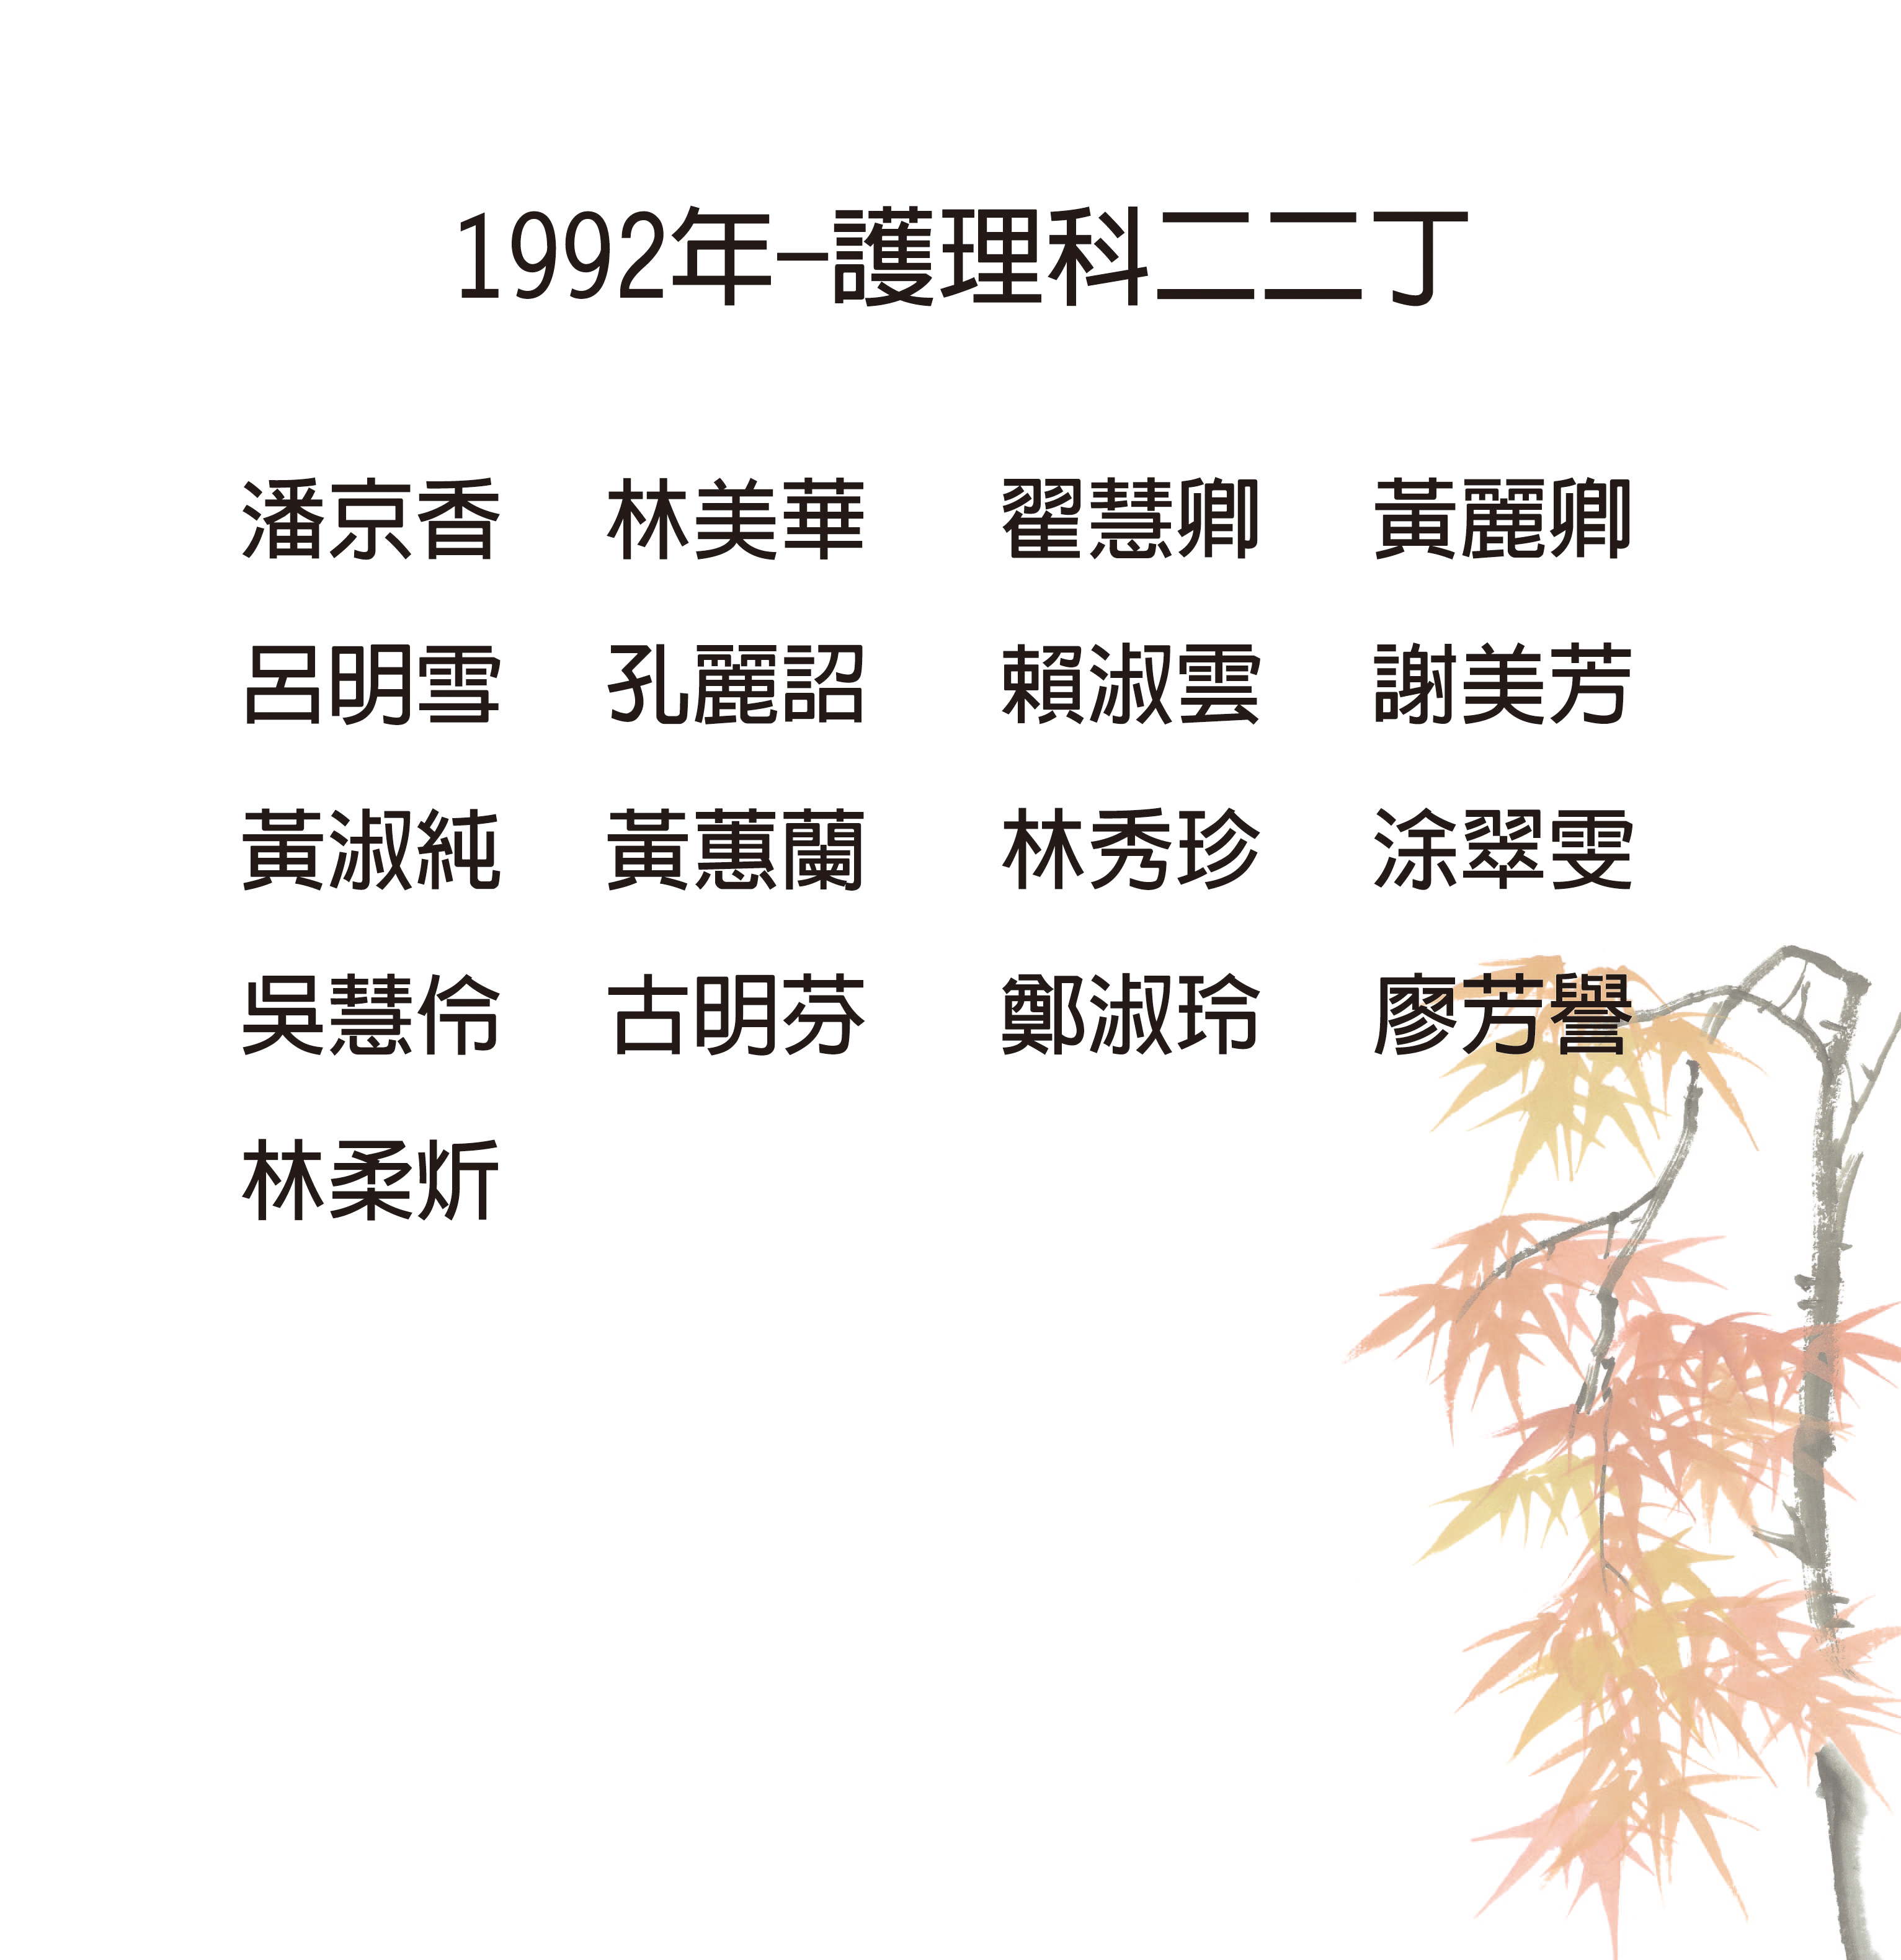 1992年-護理科二二丁
潘京香 林美華 翟慧卿 黃麗卿
呂明雪 孔麗詔 賴淑雲 謝美芳
黃淑純 黃蕙蘭 林秀珍 涂翠雯
吳慧伶 古明芬 鄭淑玲 廖芳譽
林柔炘